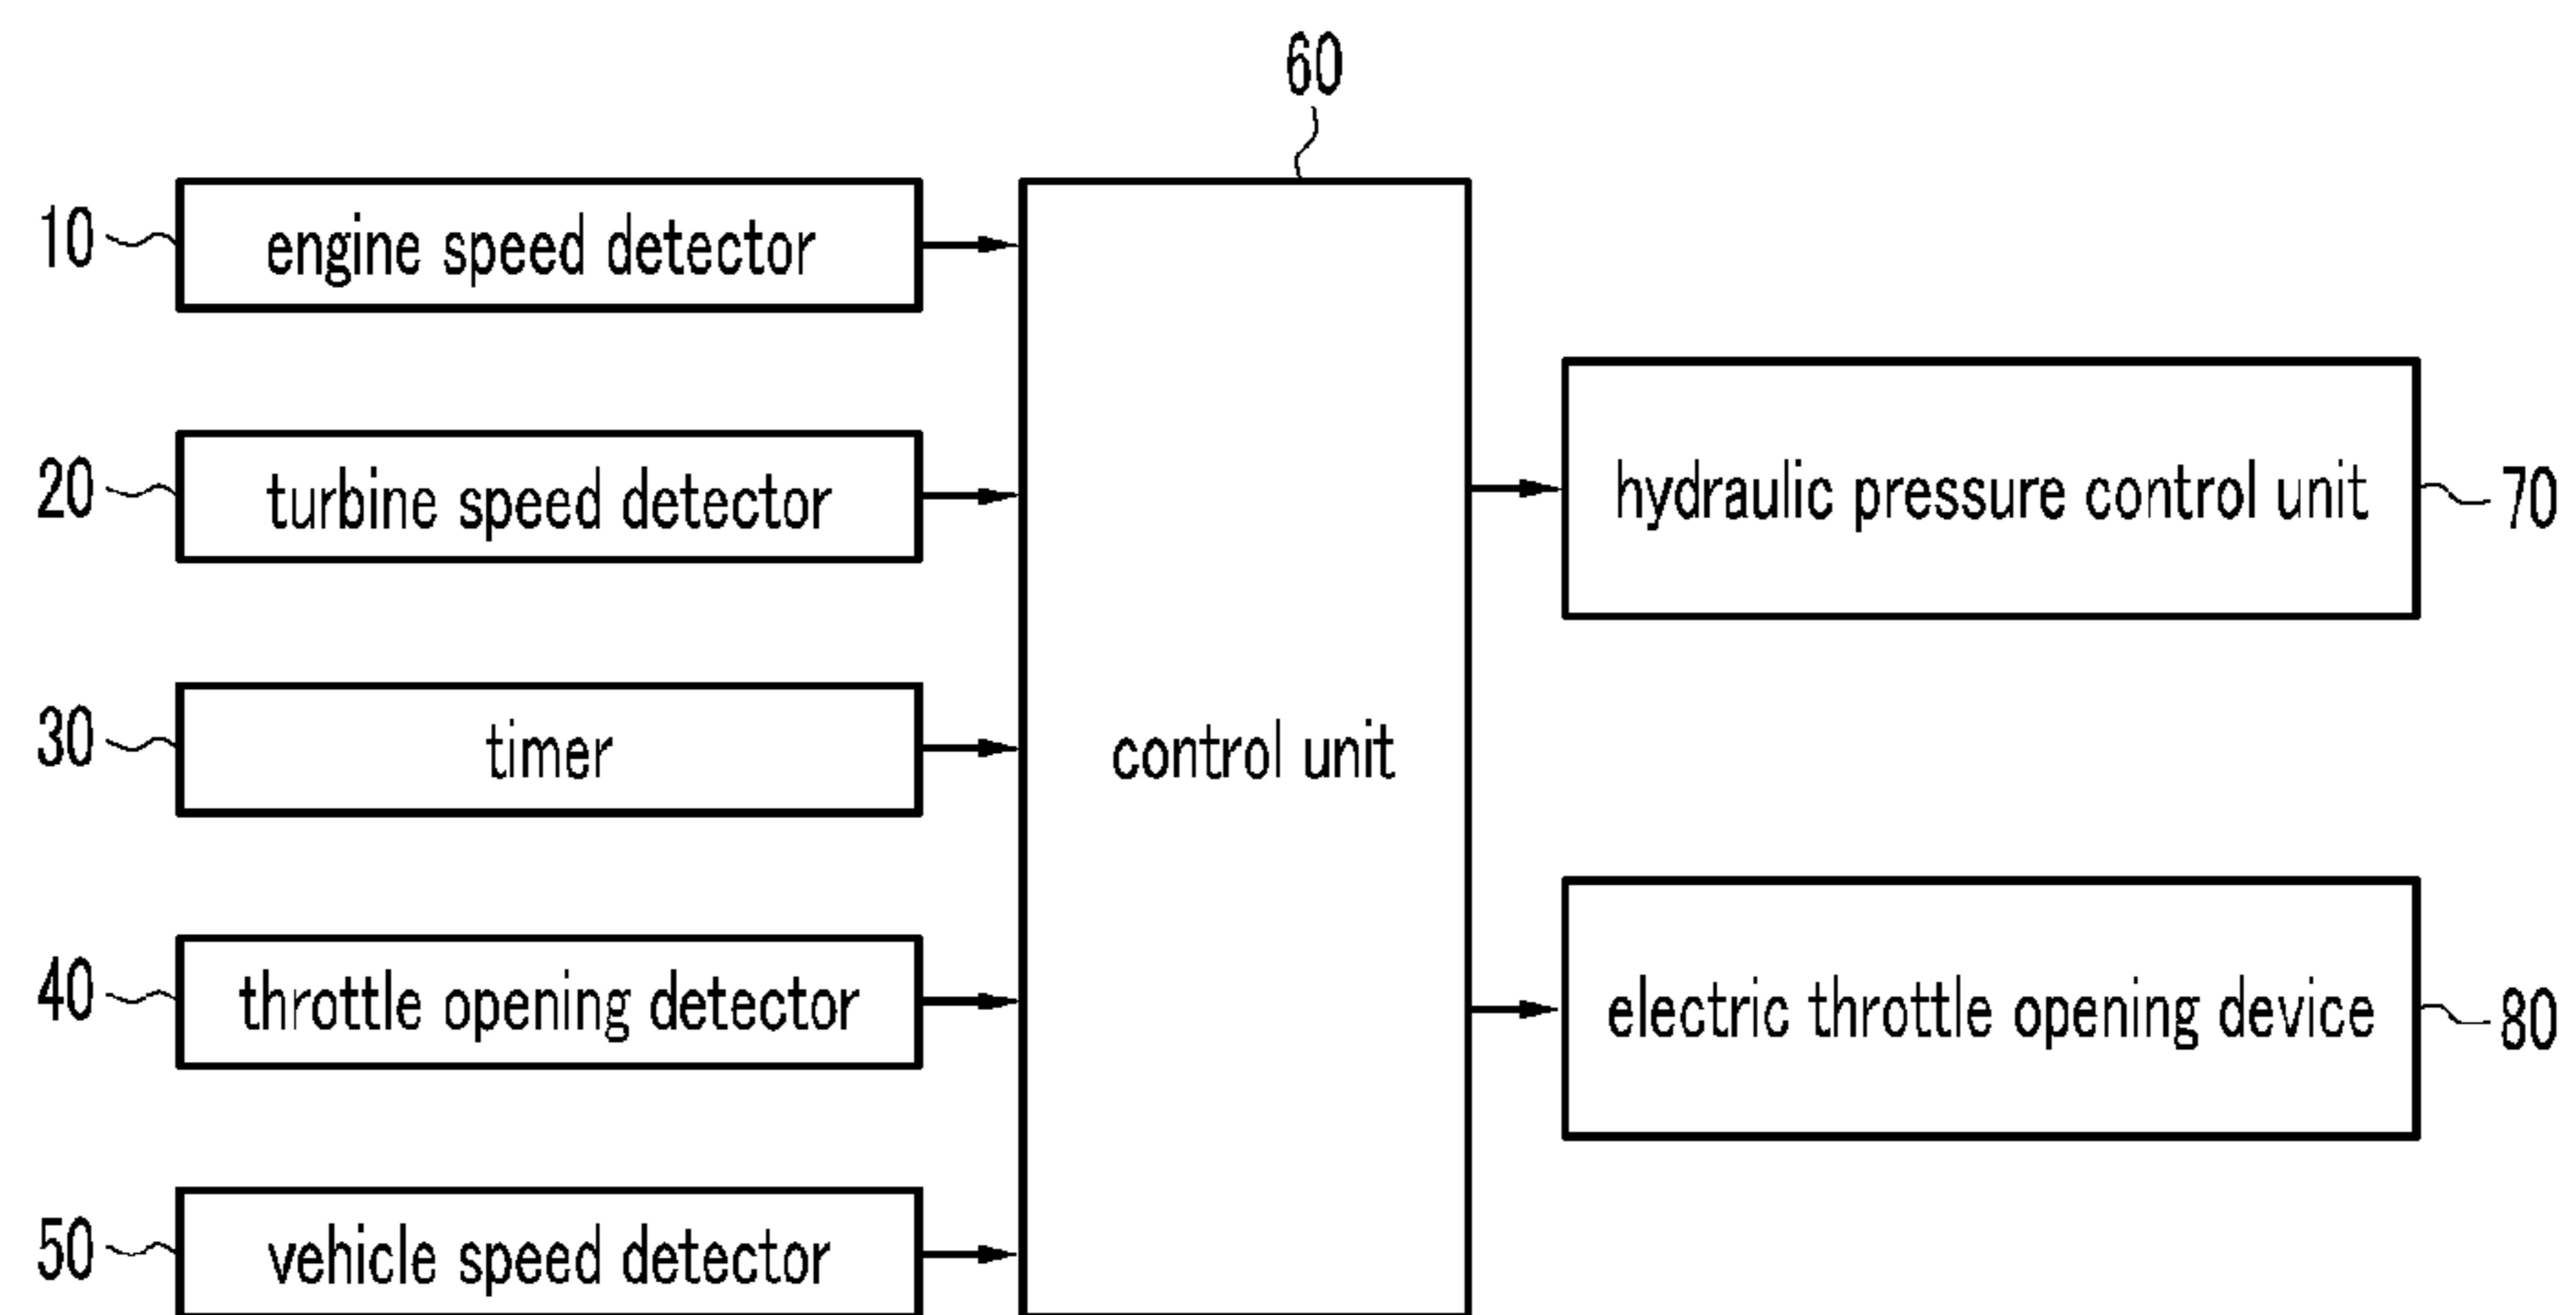 60
10
engine speed detector
20
turbine speed detector
30
timer
40
throttle opening detector
50
vehicle speed detector
control unit
hydraulic pressure control unit
70
electric throttle opening device
80